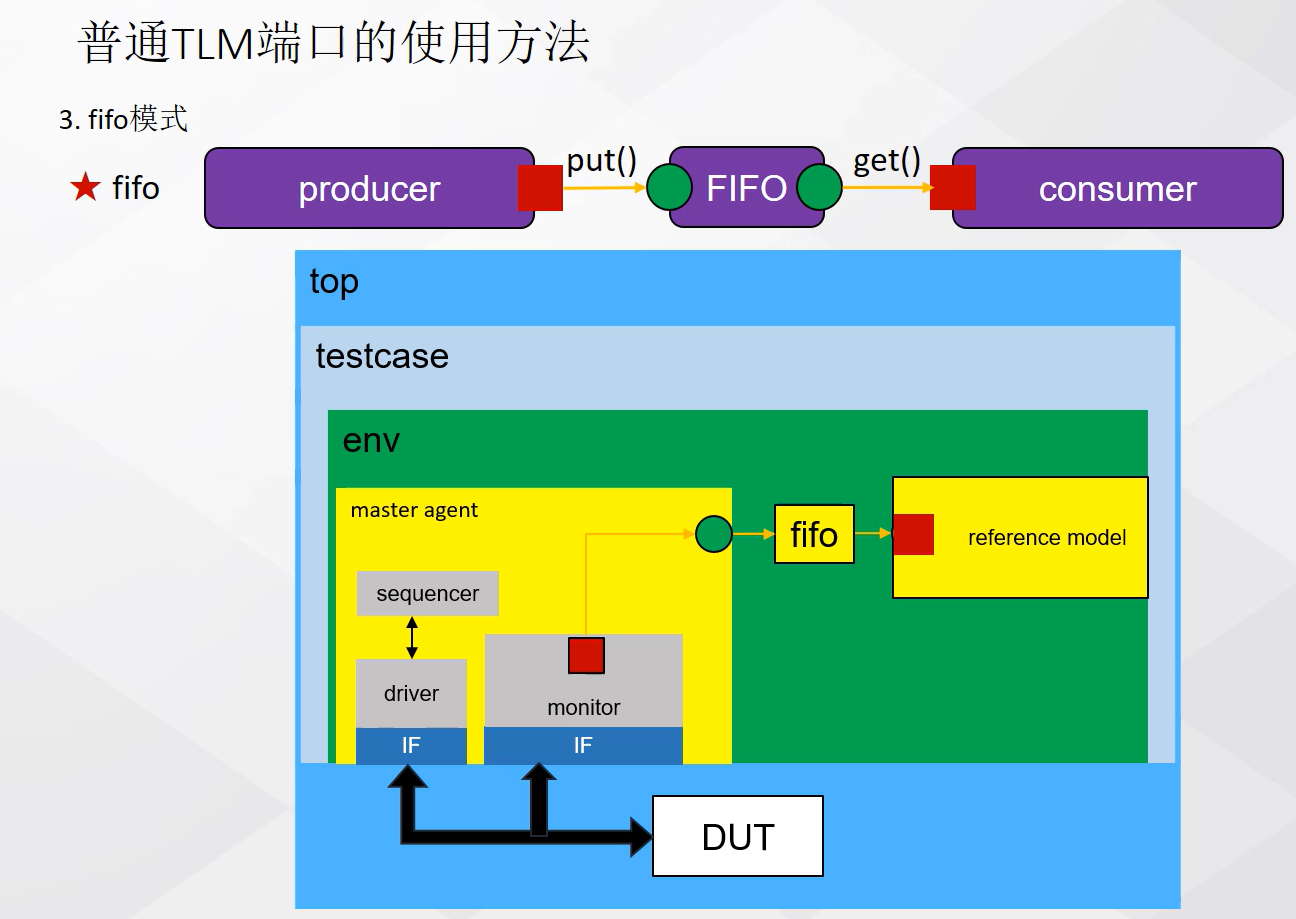 普通TLM端口的使用方法
3. fifo模式
★ fifo
producer
put()
FIFO
get()
consumer
top
testcase
env
master agent
fifo
reference model
sequencer
driver
monitor
IF
IF
DUT